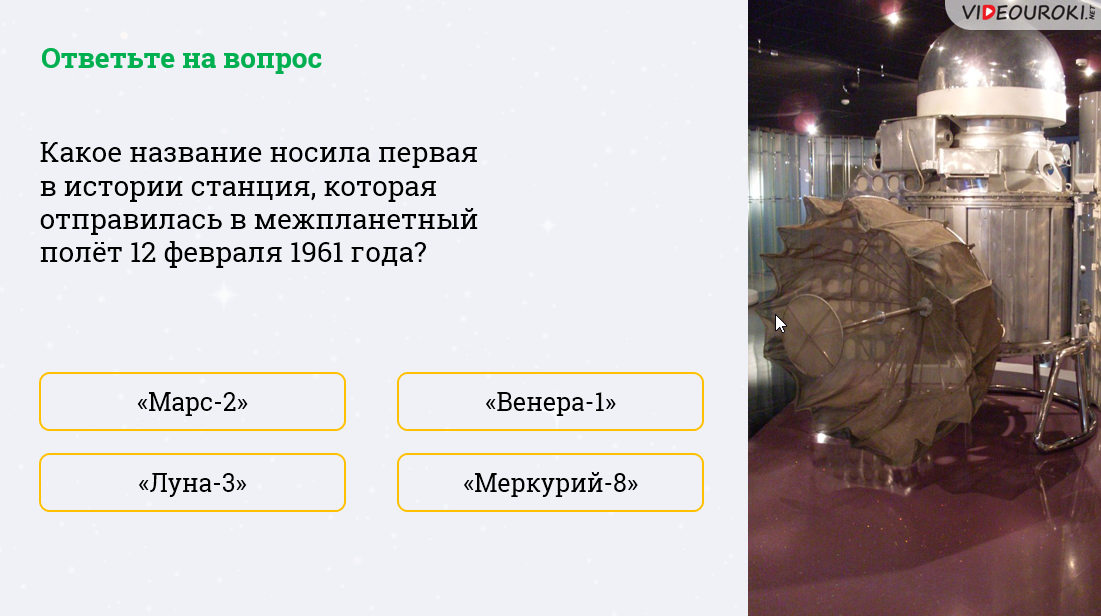 VIDEOUROKI.NET
Ответьте на вопрос
Какое название носила первая
в истории станция, которая
отправилась в межпланетный
полёт 12 февраля 1961 года?
«Марс-2»
«Венера-1»
«Луна-3»
«Меркурий-8»